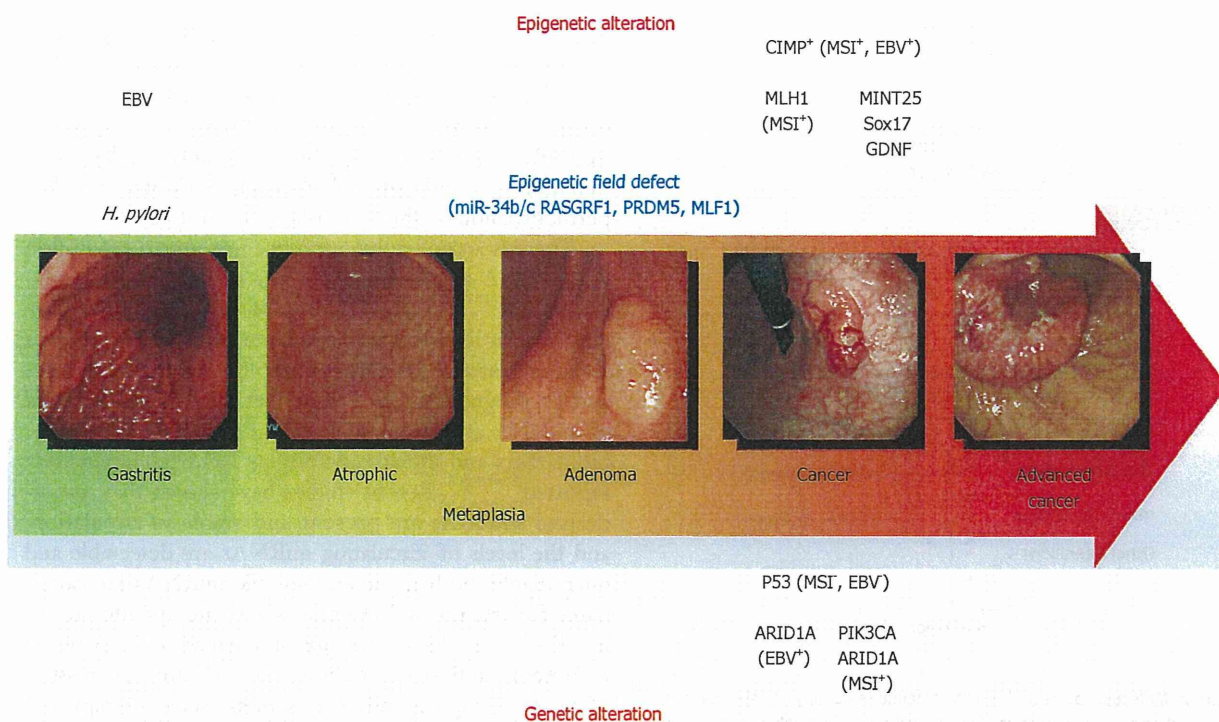 Epigenetic alteration
CIMP⁺ (MSI⁺, EBV⁺)
EBV
MLH1 MINT25
(MSI⁺) Sox17
GDNF
Epigenetic field defect
(miR-34b/c RASGRF1, PRDM5, MLF1)
H. pylori
Gastritis Atrophic Adenoma Cancer Advanced
cancer
Metaplasia
P53 (MSI⁻, EBV⁻)
ARID1A PIK3CA
(EBV⁺) ARID1A
(MSI⁺)
Genetic alteration